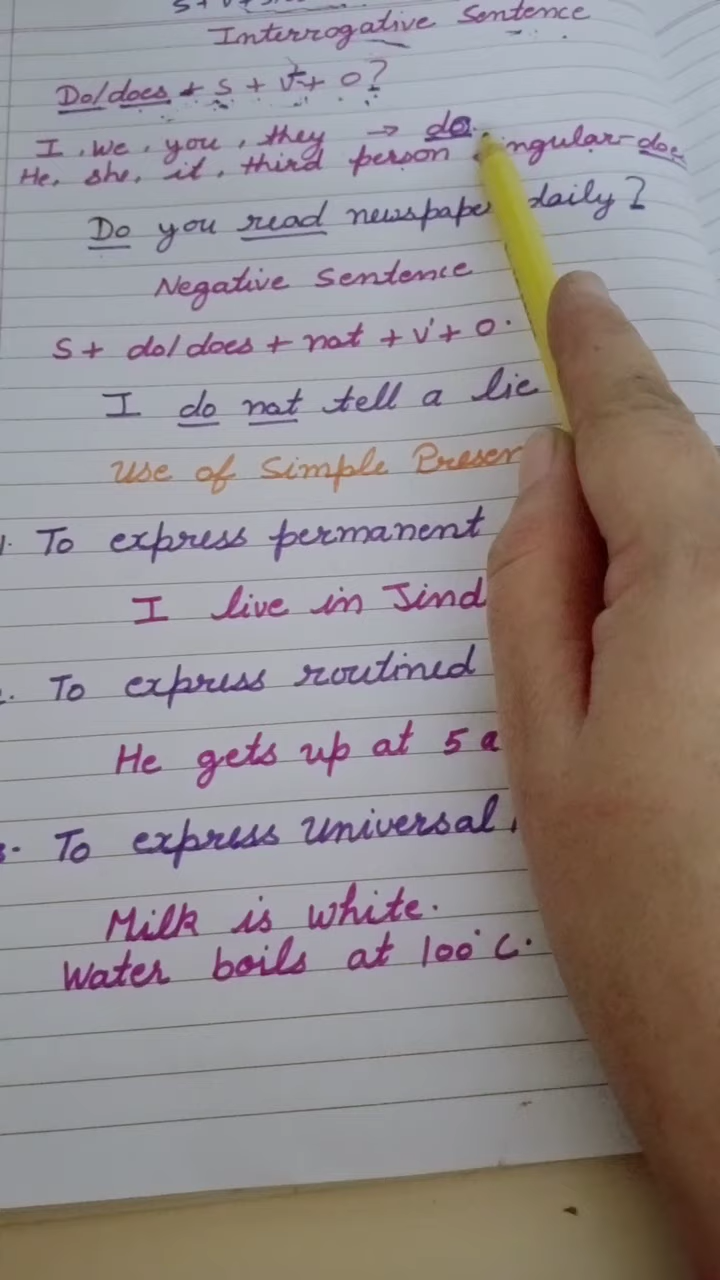 Interrogative Sentence
Do/does + S + V¹ + O?
I, we, you, they → do
He, she, it, third person singular - does
Do you read newspaper daily?
Negative Sentence
S + do/does + not + V' + O.
I do not tell a lie
Use of Simple Presen
1. To express permanent
I live in Jind
To express routined
He gets up at 5 a
3. To express universal
Milk is white.
Water boils at 100°C.